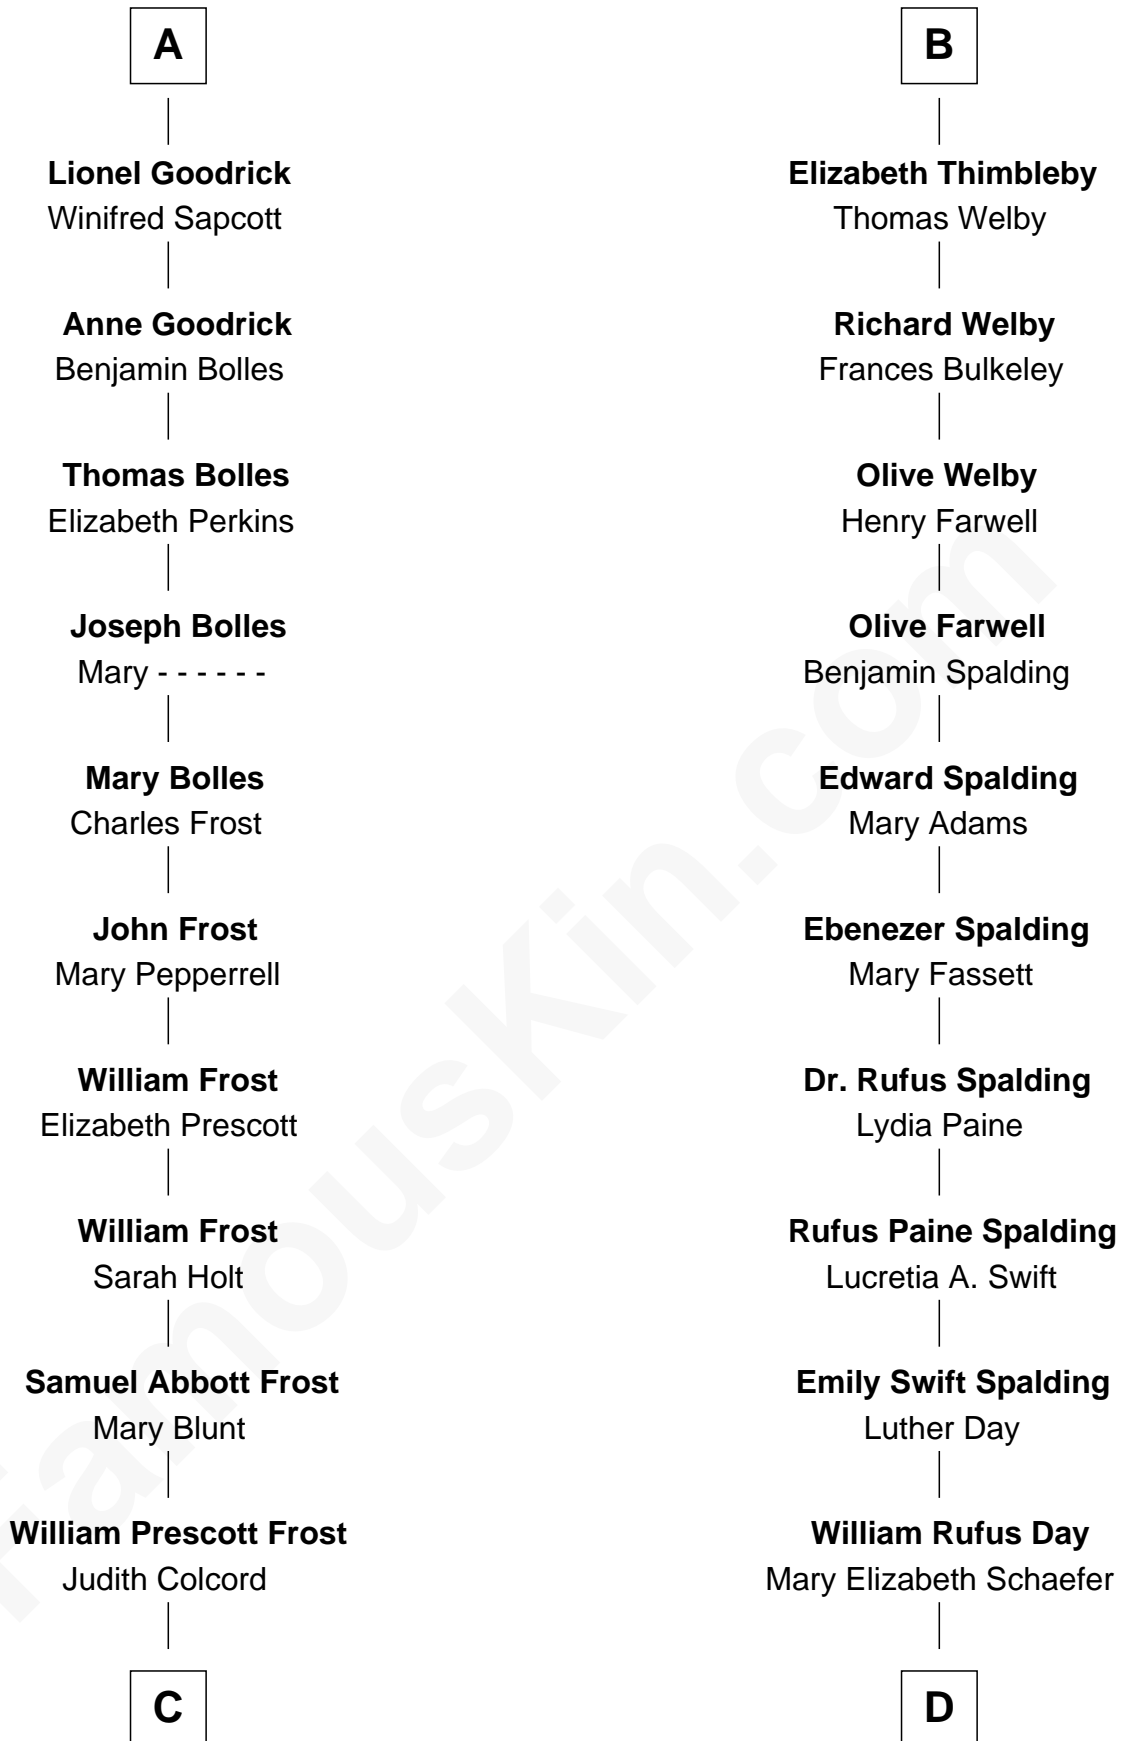 A
Lionel Goodrick
Winifred Sapcott
Anne Goodrick
Benjamin Bolles
Thomas Bolles
Elizabeth Perkins
Joseph Bolles
Mary - - - - - -
Mary Bolles
Charles Frost
John Frost
Mary Pepperrell
William Frost
Elizabeth Prescott
William Frost
Sarah Holt
Samuel Abbott Frost
Mary Blunt
William Prescott Frost
Judith Colcord
C
B
Elizabeth Thimbleby
Thomas Welby
Richard Welby
Frances Bulkeley
Olive Welby
Henry Farwell
Olive Farwell
Benjamin Spalding
Edward Spalding
Mary Adams
Ebenezer Spalding
Mary Fassett
Dr. Rufus Spalding
Lydia Paine
Rufus Paine Spalding
Lucretia A. Swift
Emily Swift Spalding
Luther Day
William Rufus Day
Mary Elizabeth Schaefer
D
FamousKin.com